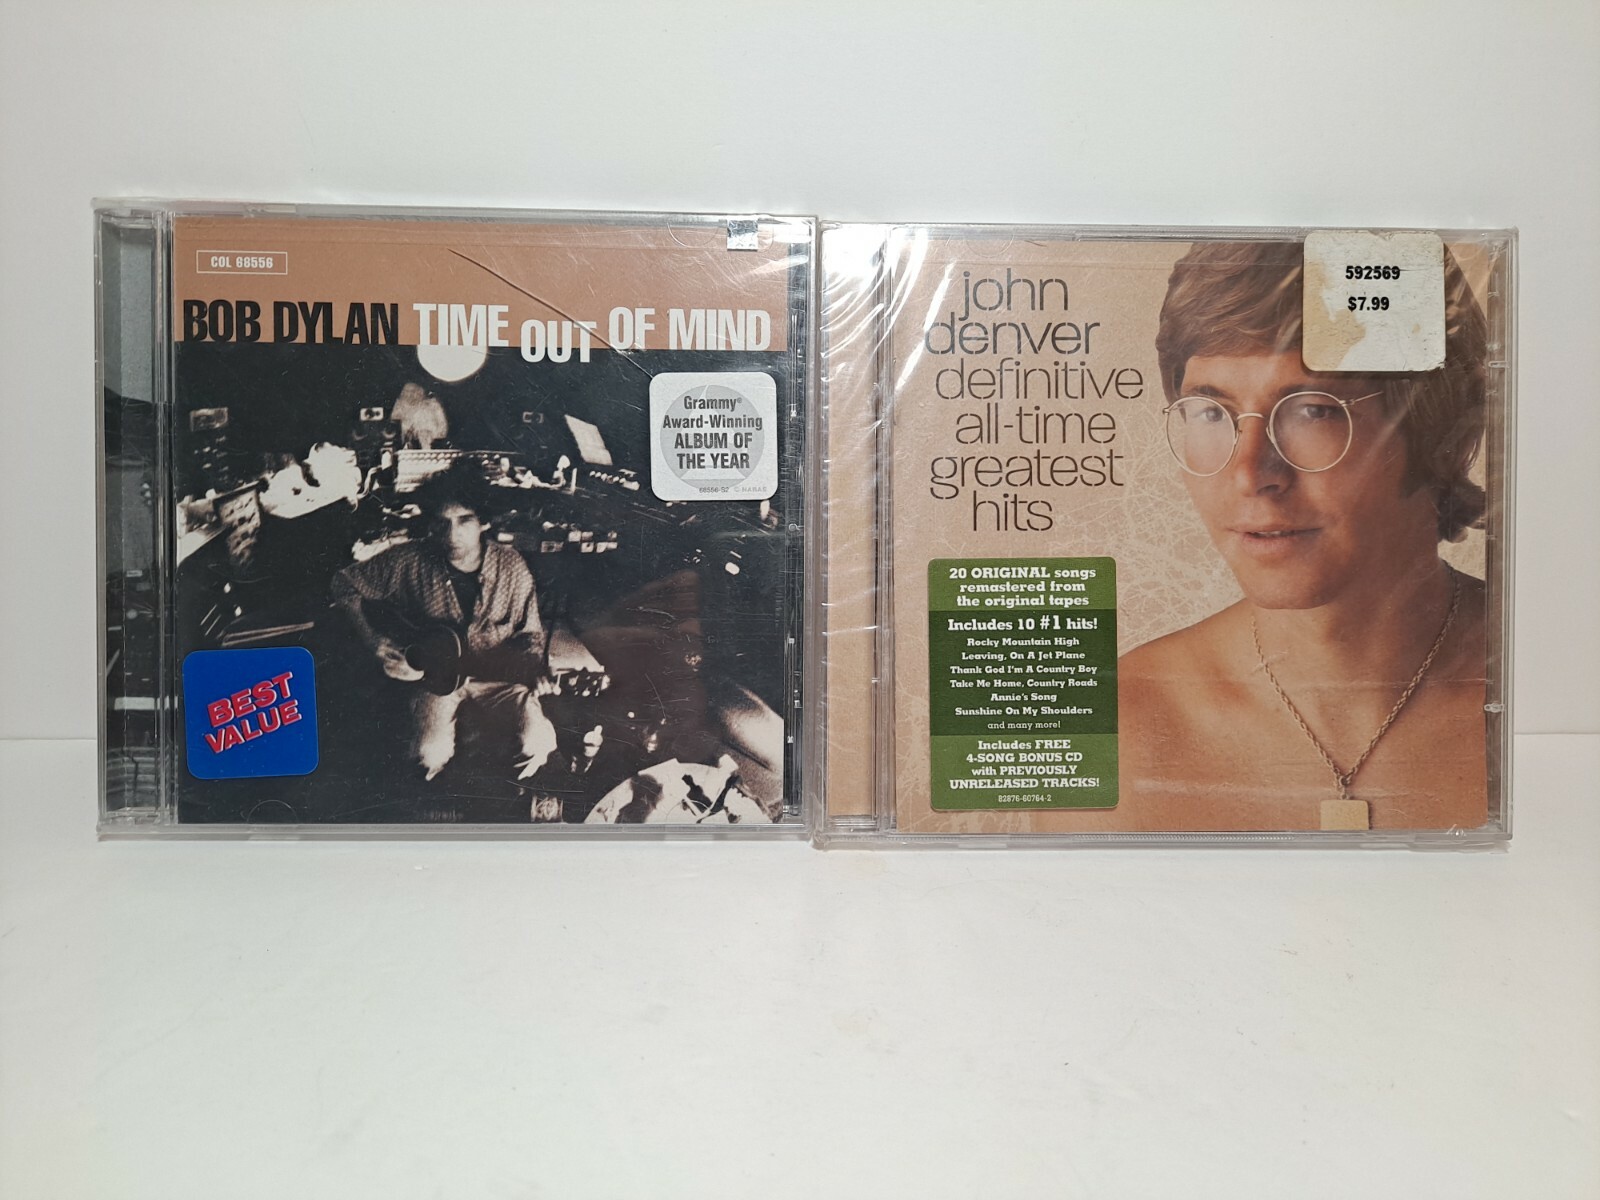 COL 68556
BOB DYLAN TIME OUT OF MIND
Grammy®
Award-Winning
ALBUM OF
THE YEAR
68556-S2 © NARAS
BEST
VALUE
john
denver
definitive
all-time
greatest
hits
592569
$7.99
20 ORIGINAL songs
remastered from
the original tapes
Includes 10 #1 hits!
Rocky Mountain High
Leaving, On A Jet Plane
Thank God I'm A Country Boy
Take Me Home, Country Roads
Annie's Song
Sunshine On My Shoulders
and many more!
Includes FREE
4-SONG BONUS CD
with PREVIOUSLY
UNRELEASED TRACKS!
82876-60764-2